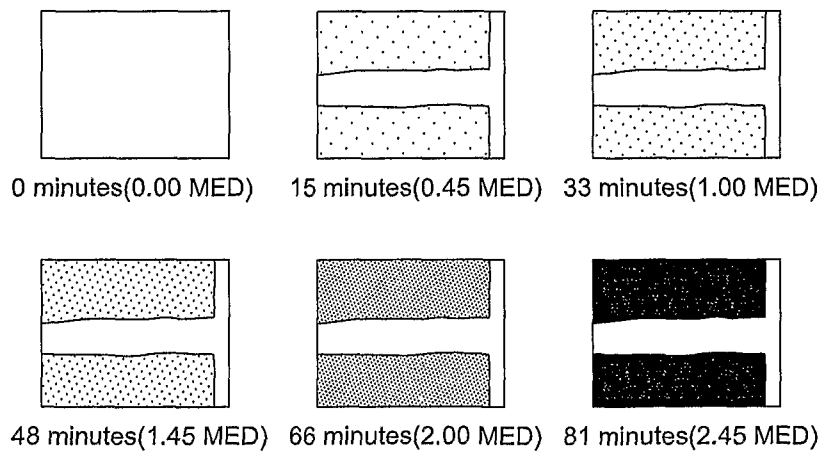 0 minutes(0.00 MED)
15 minutes(0.45 MED)
33 minutes(1.00 MED)
48 minutes(1.45 MED)
66 minutes(2.00 MED)
81 minutes(2.45 MED)